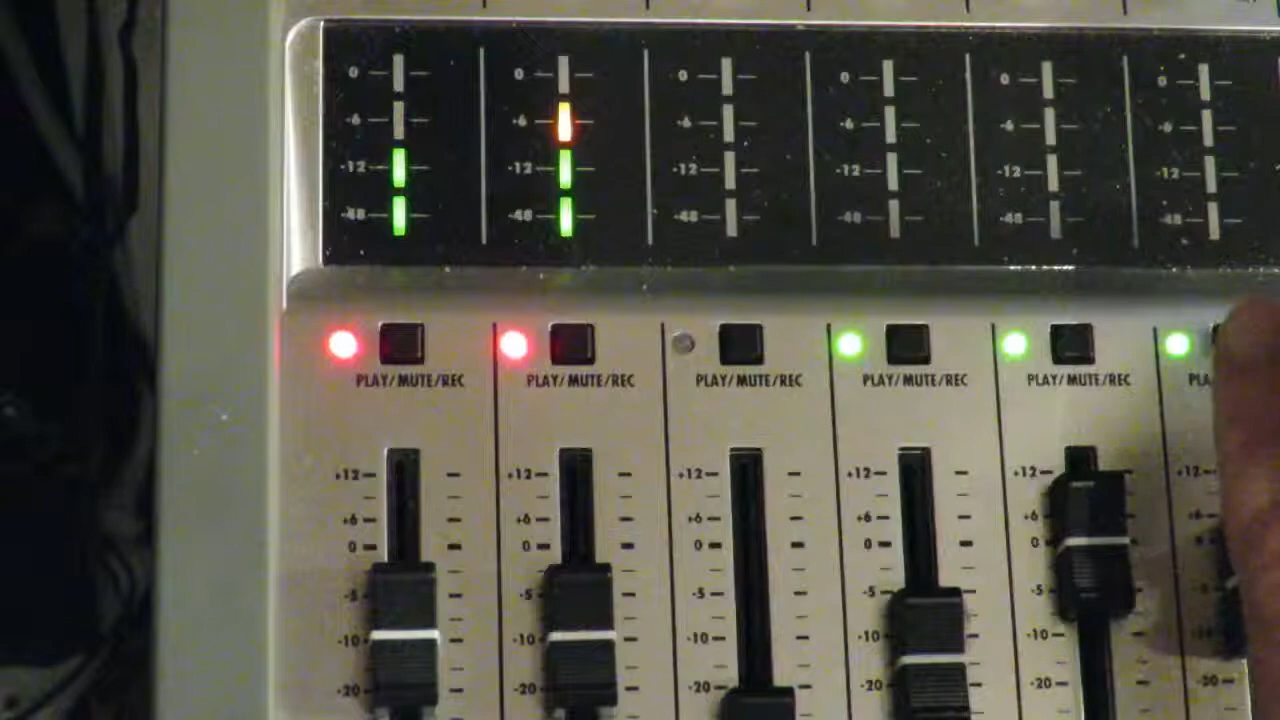 0 0 0 0 0 0
-6 -6 -6 -6 -6 -6
-12 -12 -12 -12 -12 -12
-48 -48 -48 -48 -48 -48
PLAY/MUTE/REC PLAY/MUTE/REC PLAY/MUTE/REC PLAY/MUTE/REC PLAY/MUTE/REC PLA
+12 +12 +12 +12 +12 +12
+6 +6 +6 +6 +6 +6
0 0 0 0 0 0
-5 -5 -5 -5 -5
-10 -10 -10 -10 -10
-20 -20 -20 -20 -20 -20